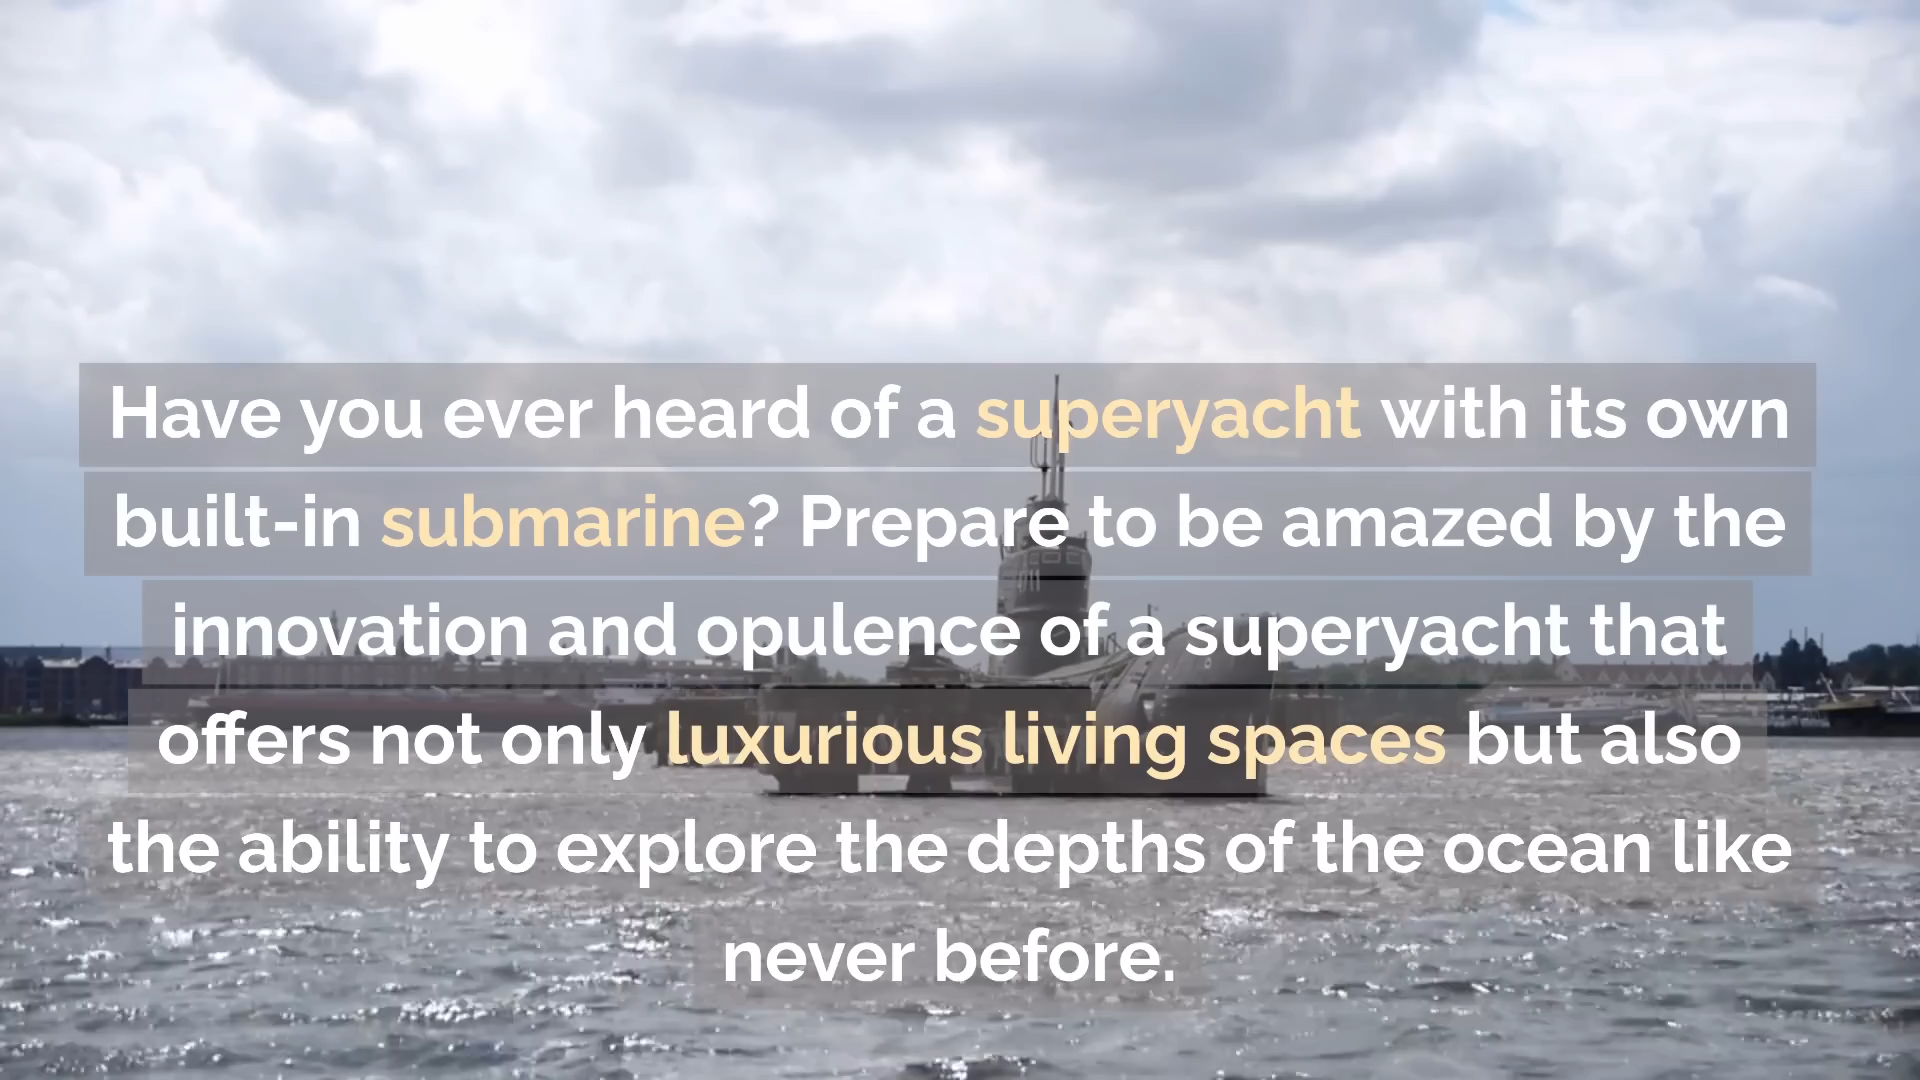 Have you ever heard of a superyacht with its own
built-in submarine? Prepare to be amazed by the
innovation and opulence of a superyacht that
offers not only luxurious living spaces but also
the ability to explore the depths of the ocean like
never before.